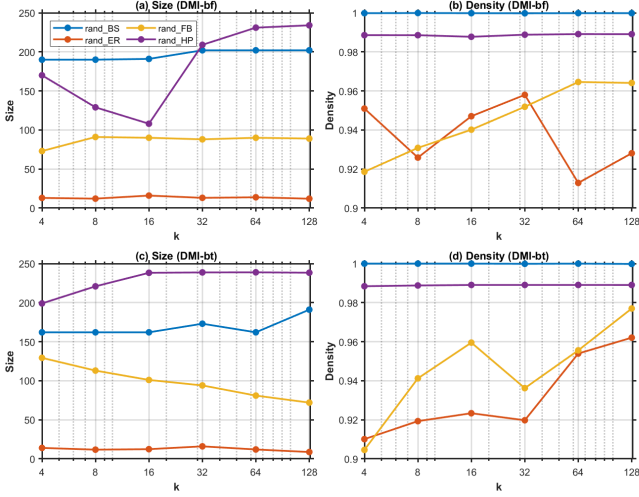 (a) Size (DMI-bf)
250
200
150
100
50
0
Size
rand_BS
rand_FB
rand_ER
rand_HP
4 8 16 32 64 128
k
(b) Density (DMI-bf)
1
0.98
0.96
0.94
0.92
0.9
Density
4 8 16 32 64 128
k
(c) Size (DMI-bt)
250
200
150
100
50
0
Size
4 8 16 32 64 128
k
(d) Density (DMI-bt)
1
0.98
0.96
0.94
0.92
0.9
Density
4 8 16 32 64 128
k